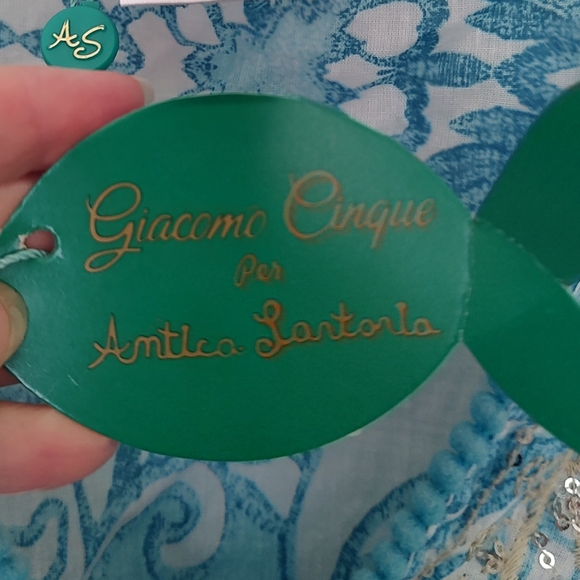 AS
Giacomo Cinque
Per
Antica Sartoria